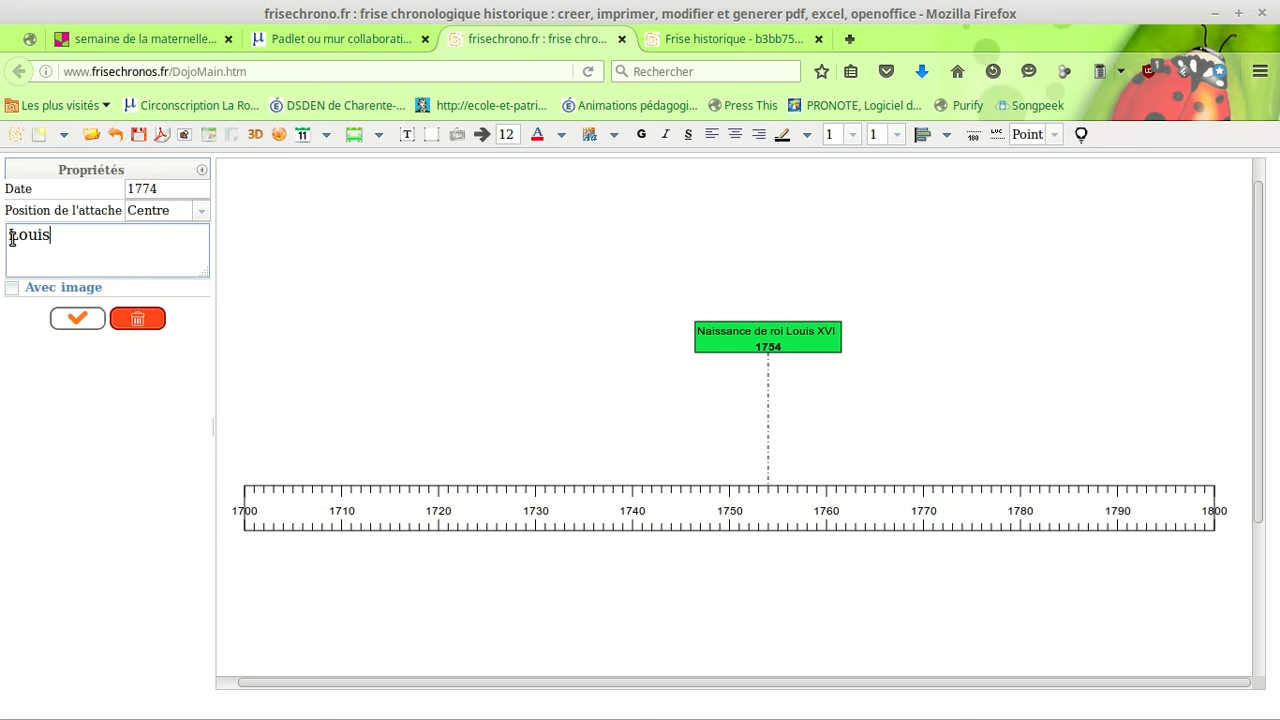 frisechrono.fr : frise chronologique historique : creer, imprimer, modifier et generer pdf, excel, openoffice - Mozilla Firefox
semaine de la maternelle... Padlet ou mur collaborati... frisechrono.fr : frise chro... Frise historique - b3bb75...
www.frisechronos.fr/DojoMain.htm Rechercher
Les plus visités Circonscription La Ro... DSDEN de Charente-... http://ecole-et-patri... Animations pédagogi... Press This PRONOTE, Logiciel d... Purify Songpeek
3D 11 T 12 A G I S 1 1 100 LUC Point
Propriétés
Date 1774
Position de l'attache Centre
Louis
Avec image
Naissance de roi Louis XVI
1754
1700 1710 1720 1730 1740 1750 1760 1770 1780 1790 1800